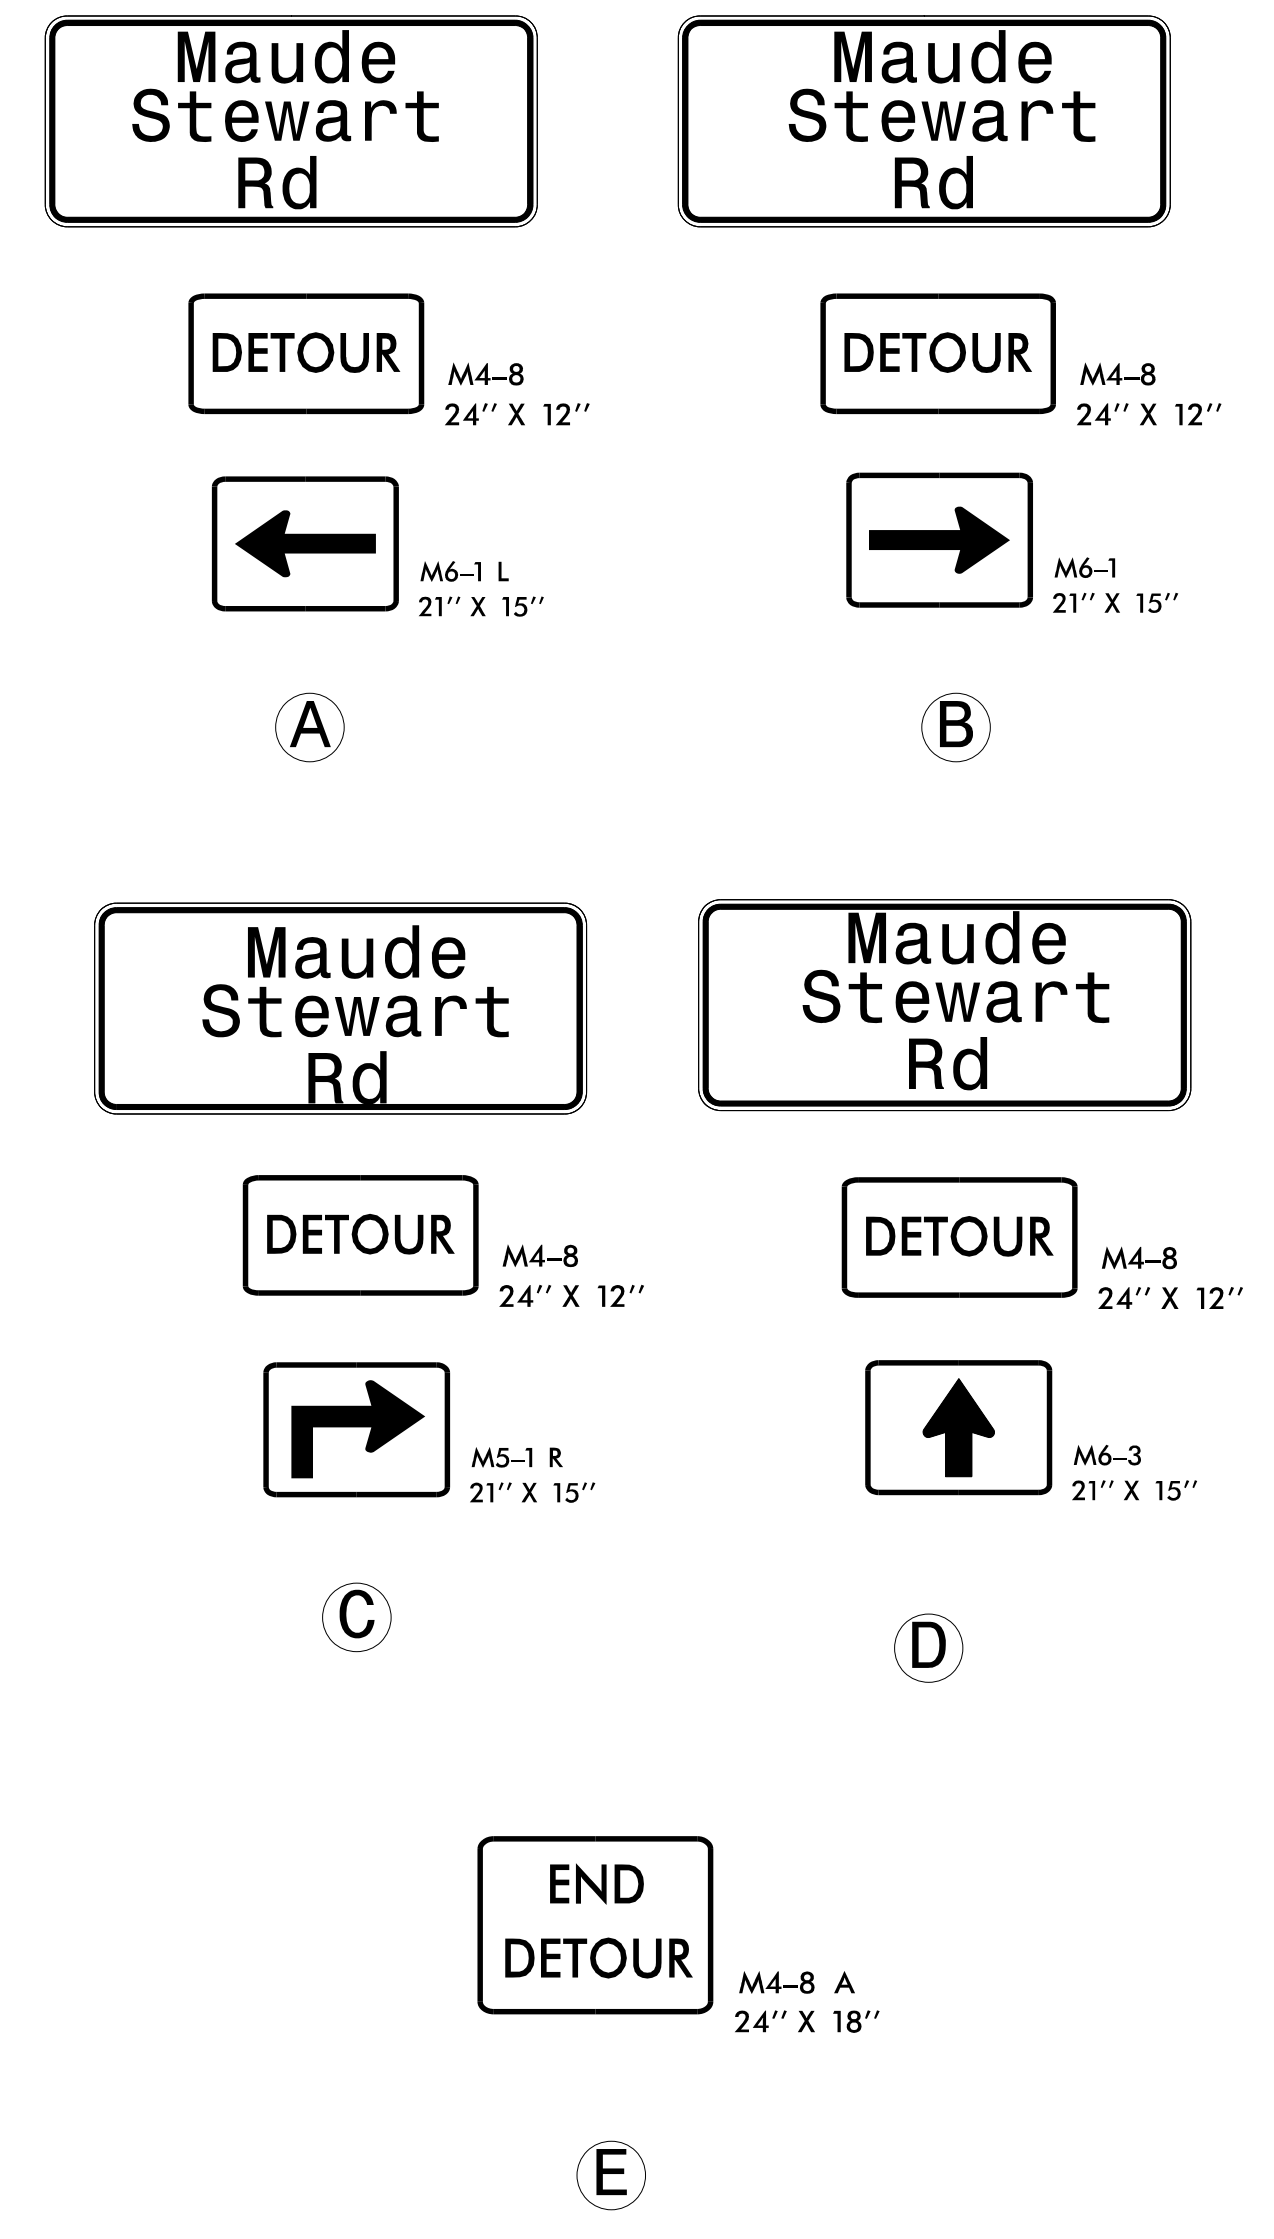 Maude
Stewart
Rd
DETOUR
M4–8
24″ X 12″
M6–1 L
21″ X 15″
A
Maude
Stewart
Rd
DETOUR
M4–8
24″ X 12″
M6–1
21″ X 15″
B
Maude
Stewart
Rd
DETOUR
M4–8
24″ X 12″
M5–1 R
21″ X 15″
C
Maude
Stewart
Rd
DETOUR
M4–8
24″ X 12″
M6–3
21″ X 15″
D
END
DETOUR
M4–8 A
24″ X 18″
E